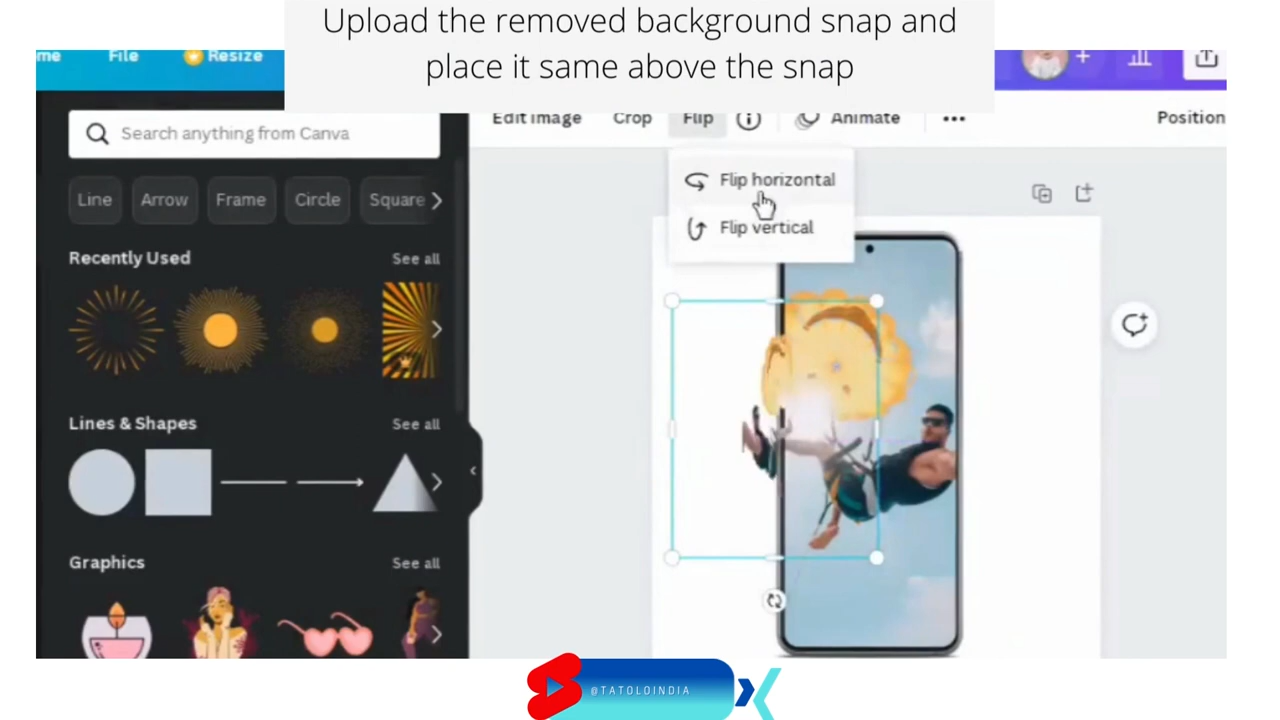 Upload the removed background snap and
place it same above the snap
me File Resize
Search anything from Canva
Edit image Crop Flip Animate ••• Position
Line Arrow Frame Circle Square
Flip horizontal
Flip vertical
Recently Used See all
Lines & Shapes See all
Graphics See all
@TATOLOINDIA